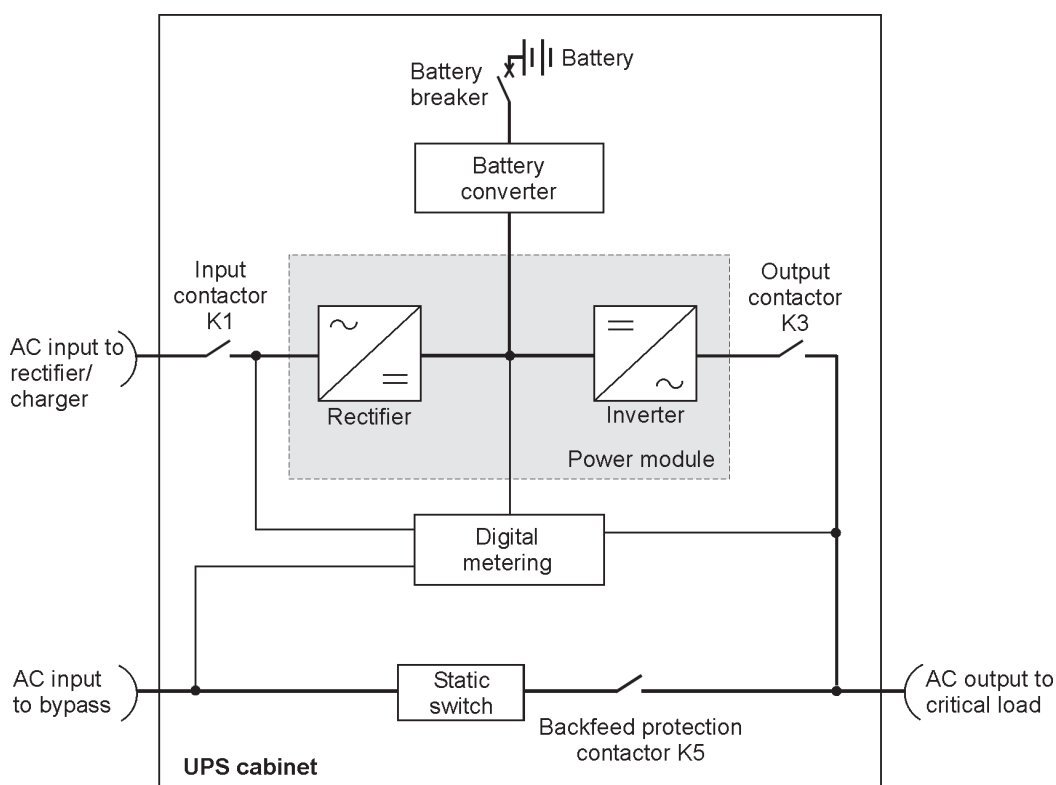 Battery
Battery
breaker
Battery
converter
Input
contactor
K1
Output
contactor
K3
AC input to
rectifier/
charger
Rectifier
Inverter
Power module
Digital
metering
AC input
to bypass
Static
switch
Backfeed protection
contactor K5
AC output to
critical load
UPS cabinet